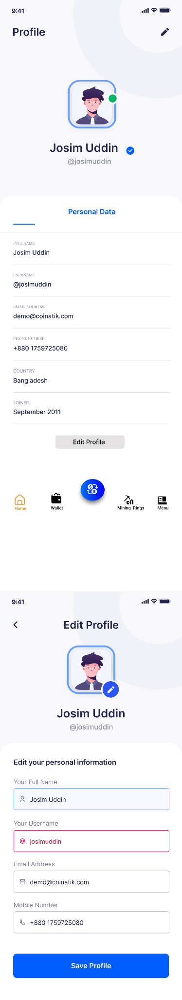 9:41
Profile
Josim Uddin
@josimuddin
Personal Data
FULL NAME
Josim Uddin
USERNAME
@josimuddin
EMAIL ADDRESS
demo@coinatik.com
PHONE NUMBER
+880 1759725080
COUNTRY
Bangladesh
JOINED
September 2011
Edit Profile
Home Wallet Mining Rings Menu
9:41
Edit Profile
Josim Uddin
@josimuddin
Edit your personal information
Your Full Name
Josim Uddin
Your Username
@ josimuddin
Email Address
demo@coinatik.com
Mobile Number
+880 1759725080
Save Profile